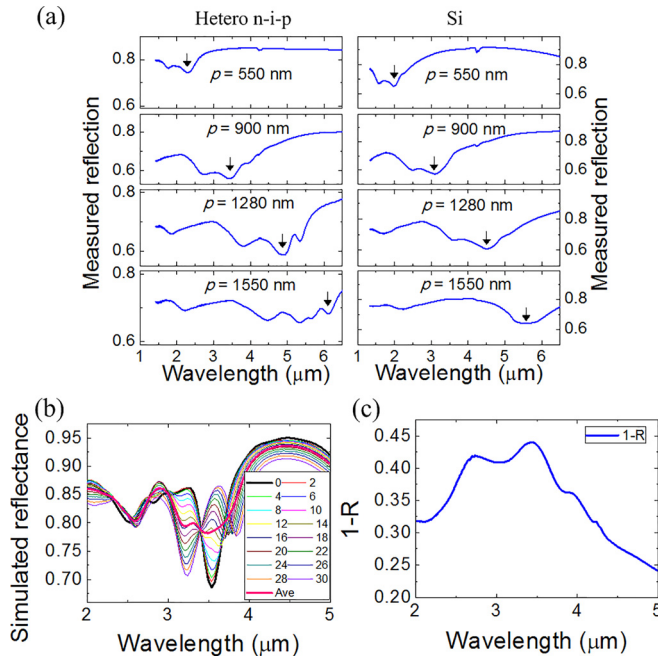 (a)
Hetero n-i-p
Si
Measured reflection
0.8
0.6
p = 550 nm
0.8
0.6
p = 900 nm
0.8
0.6
p = 1280 nm
0.8
0.6
p = 1550 nm
1 2 3 4 5 6
Wavelength (μm)
p = 550 nm
0.8
0.6
p = 900 nm
0.8
0.6
p = 1280 nm
0.8
0.6
p = 1550 nm
0.8
0.6
1 2 3 4 5 6
Wavelength (μm)
Measured reflection
(b)
Simulated reflectance
0.95
0.90
0.85
0.80
0.75
0.70
0 2
4 6
8 10
12 14
16 18
20 22
24 26
28 30
Ave
2 3 4 5
Wavelength (μm)
(c)
1-R
0.45
0.40
0.35
0.30
0.25
0.20
1-R
2 3 4 5
Wavelength (μm)